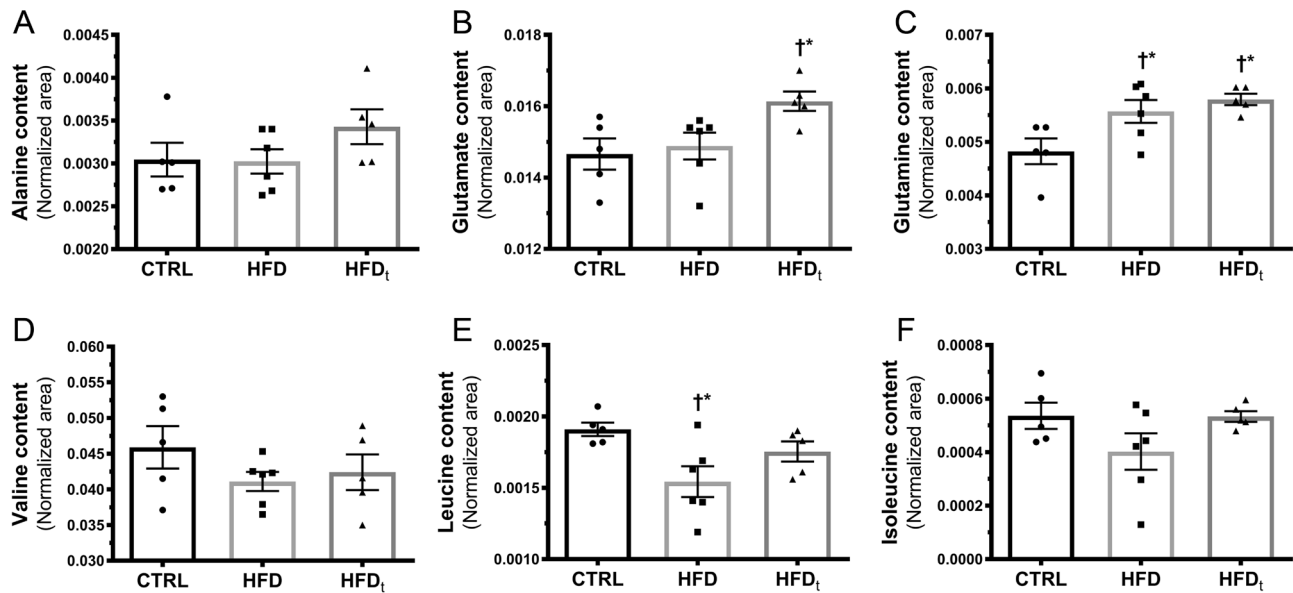 A
Alanine content
(Normalized area)
0.0045
0.0040
0.0035
0.0030
0.0025
0.0020
CTRL HFD HFDt
B
Glutamate content
(Normalized area)
0.018
0.016
0.014
0.012
†*
CTRL HFD HFDt
C
Glutamine content
(Normalized area)
0.007
0.006
0.005
0.004
0.003
†* †*
CTRL HFD HFDt
D
Valine content
(Normalized area)
0.060
0.055
0.050
0.045
0.040
0.035
0.030
CTRL HFD HFDt
E
Leucine content
(Normalized area)
0.0025
0.0020
0.0015
0.0010
†*
CTRL HFD HFDt
F
Isoleucine content
(Normalized area)
0.0008
0.0006
0.0004
0.0002
0.0000
CTRL HFD HFDt